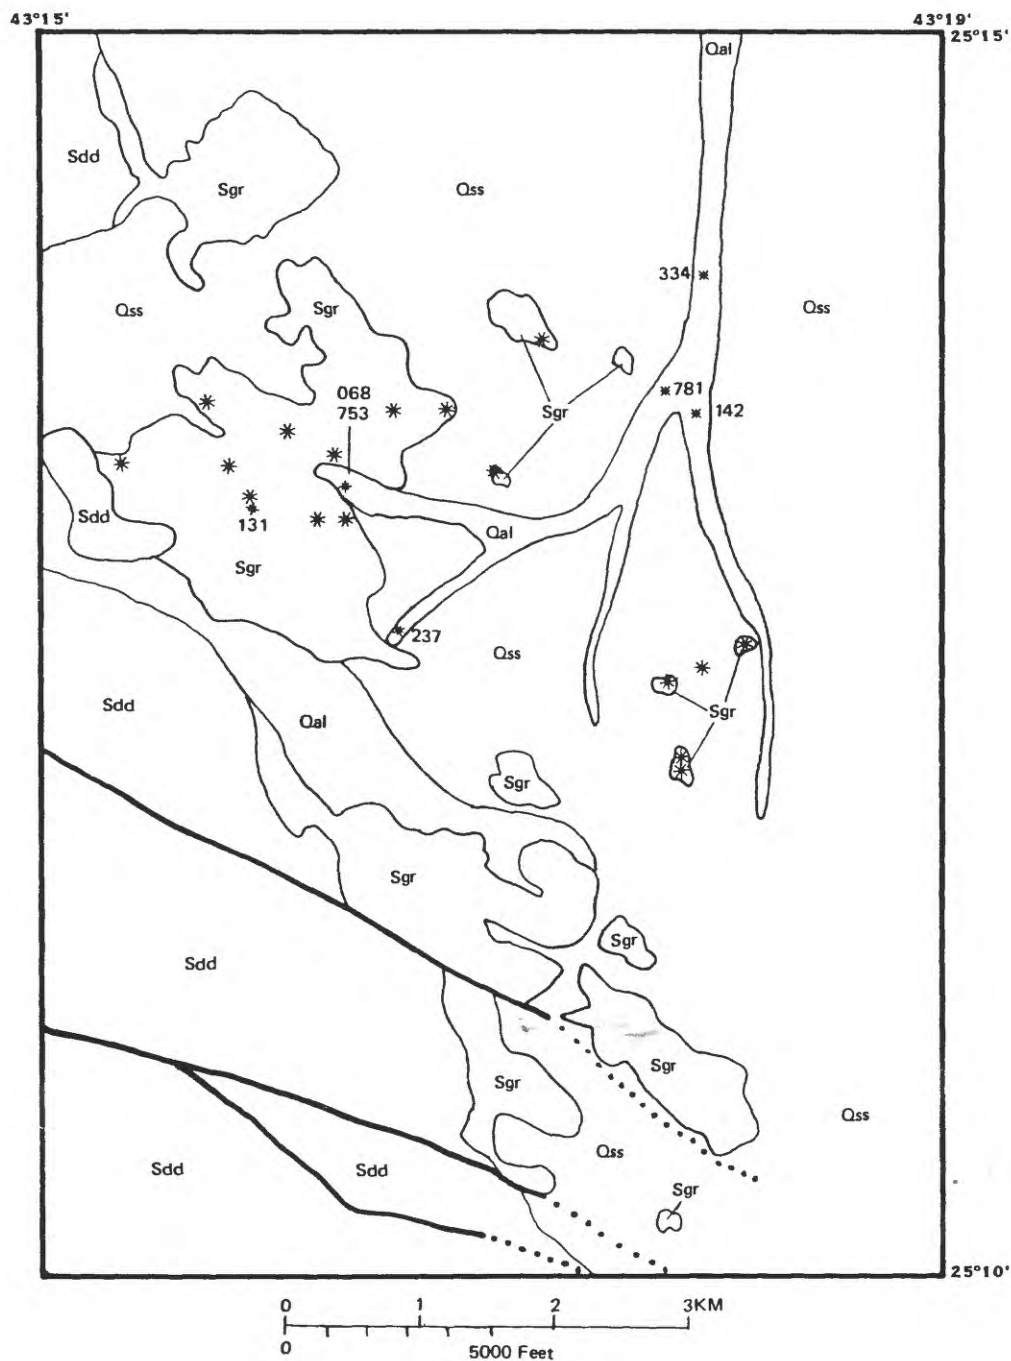 43°15' 43°19'
25°15'
Qal
Sdd
Sgr
Qss
334
Qss
Sgr
Qss
068
753
781
142
Sgr
Sdd
131
Qal
Sgr
237
Qss
Sdd
Qal
Sgr
Sgr
Sgr
Sgr
Sdd
Sgr
Sgr
Qss
Qss
Sdd
Sdd
Sgr
25°10'
0 1 2 3KM
0 5000 Feet